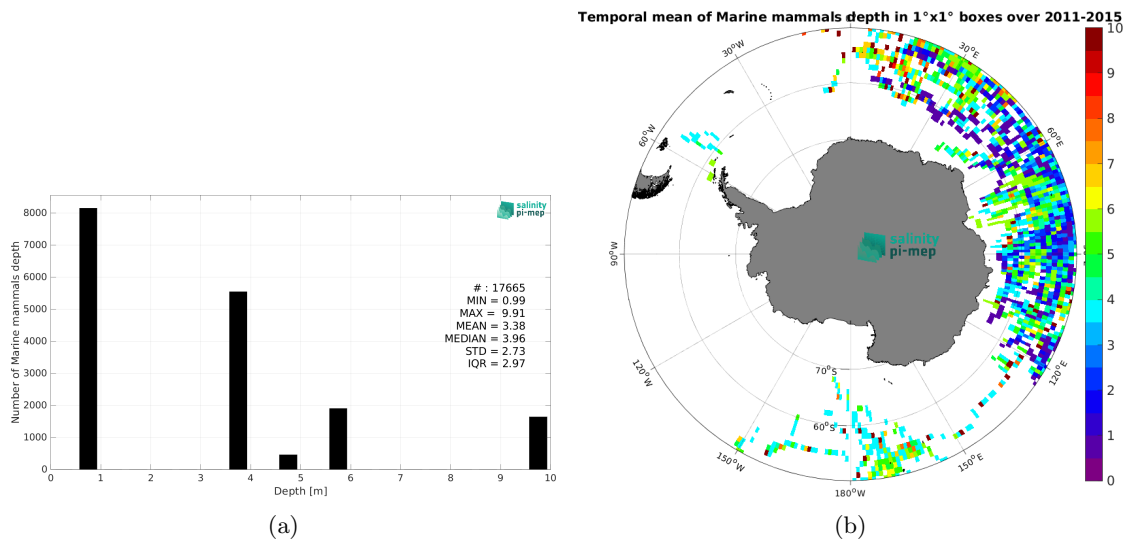 salinity
pi-mep
# : 17665
MIN = 0.99
MAX = 9.91
MEAN = 3.38
MEDIAN = 3.96
STD = 2.73
IQR = 2.97
Number of Marine mammals depth
8000
7000
6000
5000
4000
3000
2000
1000
0
0 1 2 3 4 5 6 7 8 9 10
Depth [m]
(a)
Temporal mean of Marine mammals depth in 1°x1° boxes over 2011-2015
30°W
30°E
60°W
60°E
90°W
120°W
120°E
150°W
150°E
180°W
70°S
60°S
salinity
pi-mep
10
9
8
7
6
5
4
3
2
1
0
(b)